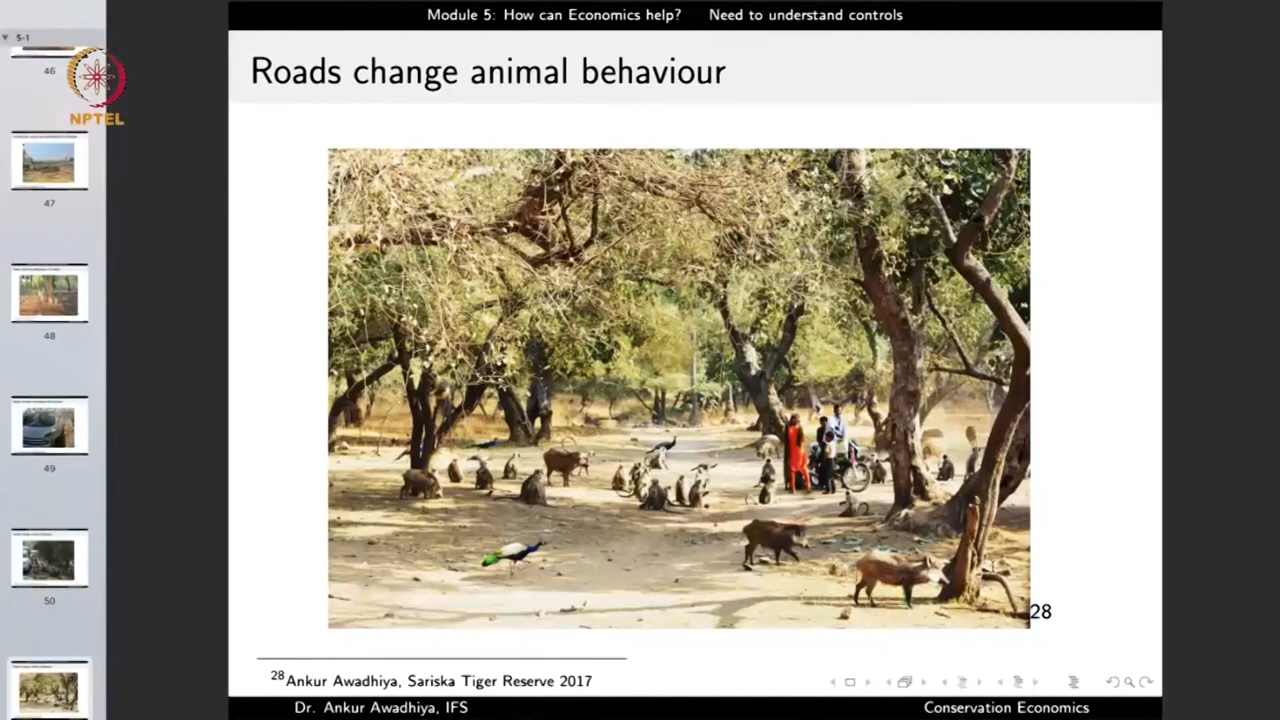 Module 5: How can Economics help? Need to understand controls
5-1
46
NPTEL
47
48
49
50
Roads change animal behaviour
28
28 Ankur Awadhiya, Sariska Tiger Reserve 2017
Dr. Ankur Awadhiya, IFS Conservation Economics